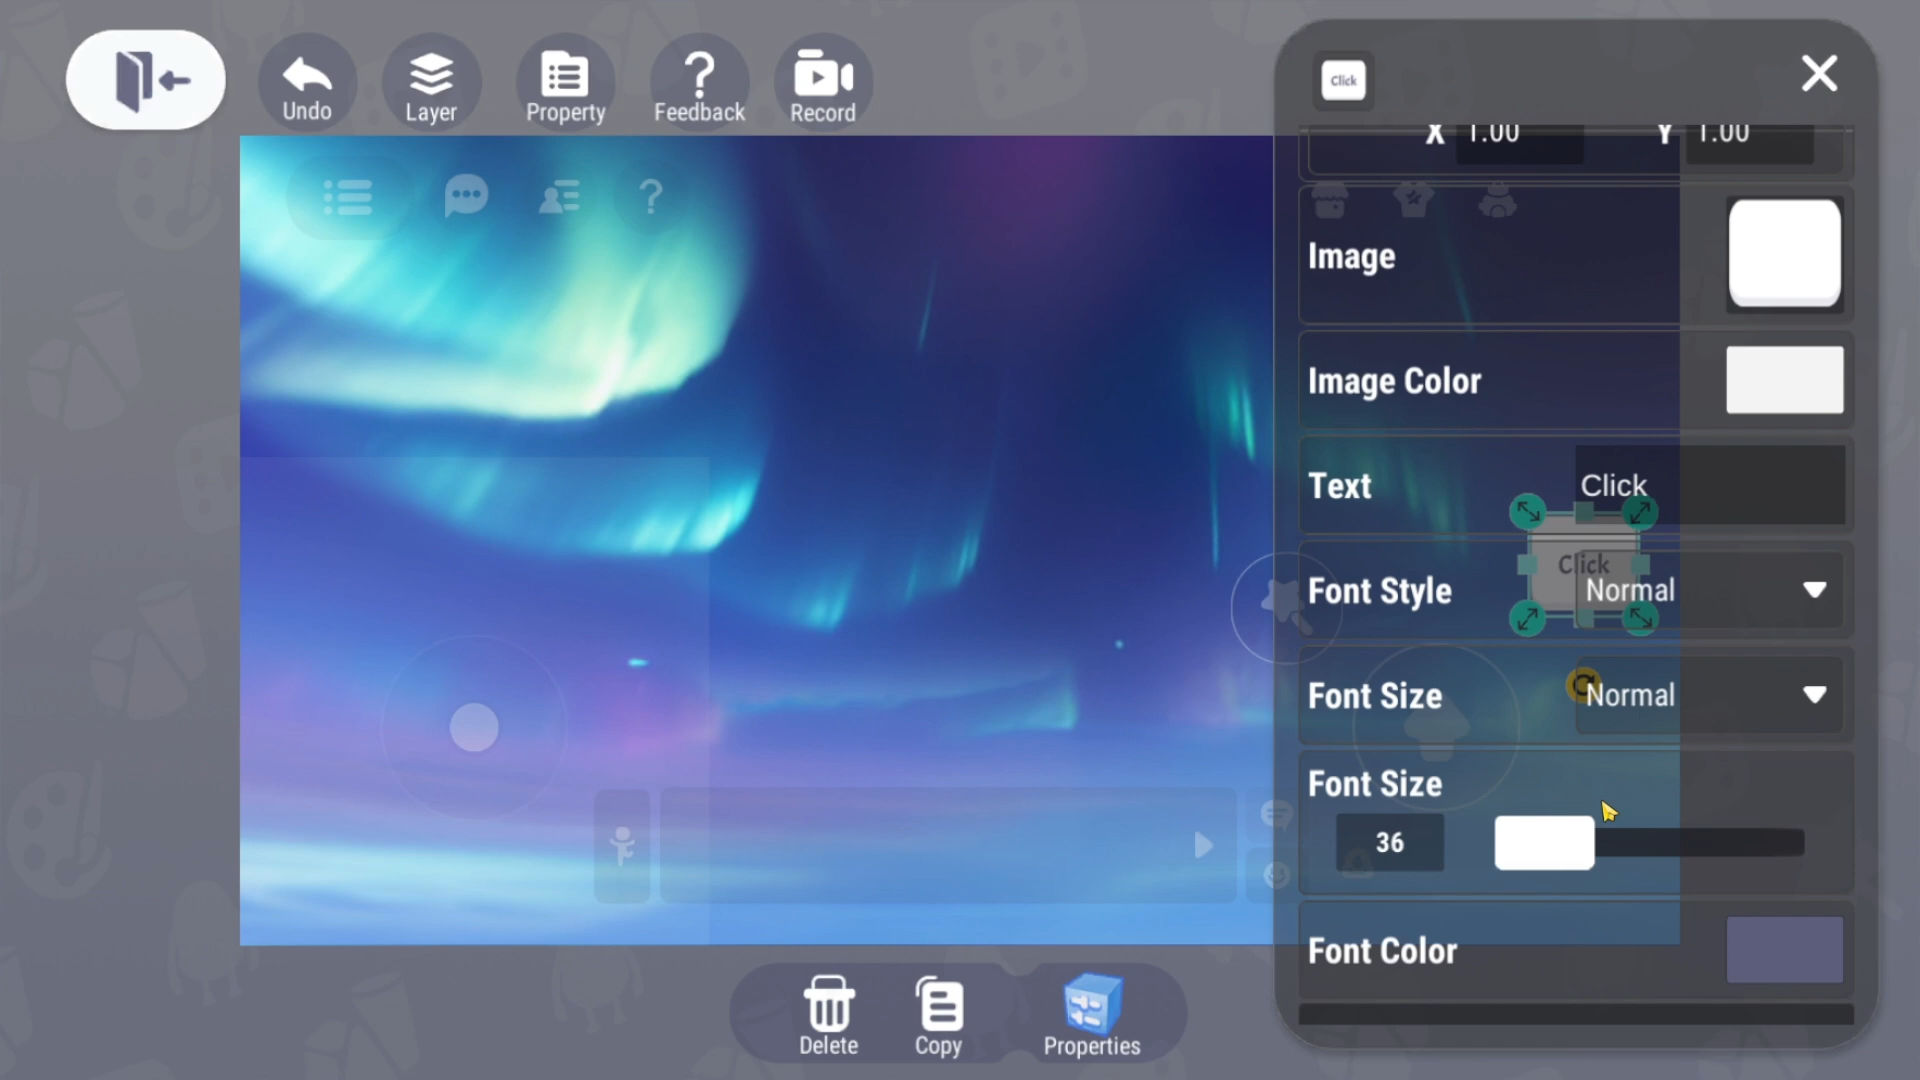 Undo
Layer
Property
Feedback
Record
Click
X 1.00 Y 1.00
Image
Image Color
Text Click
Click
Font Style Normal
Font Size Normal
Font Size
36
Font Color
Delete
Copy
Properties